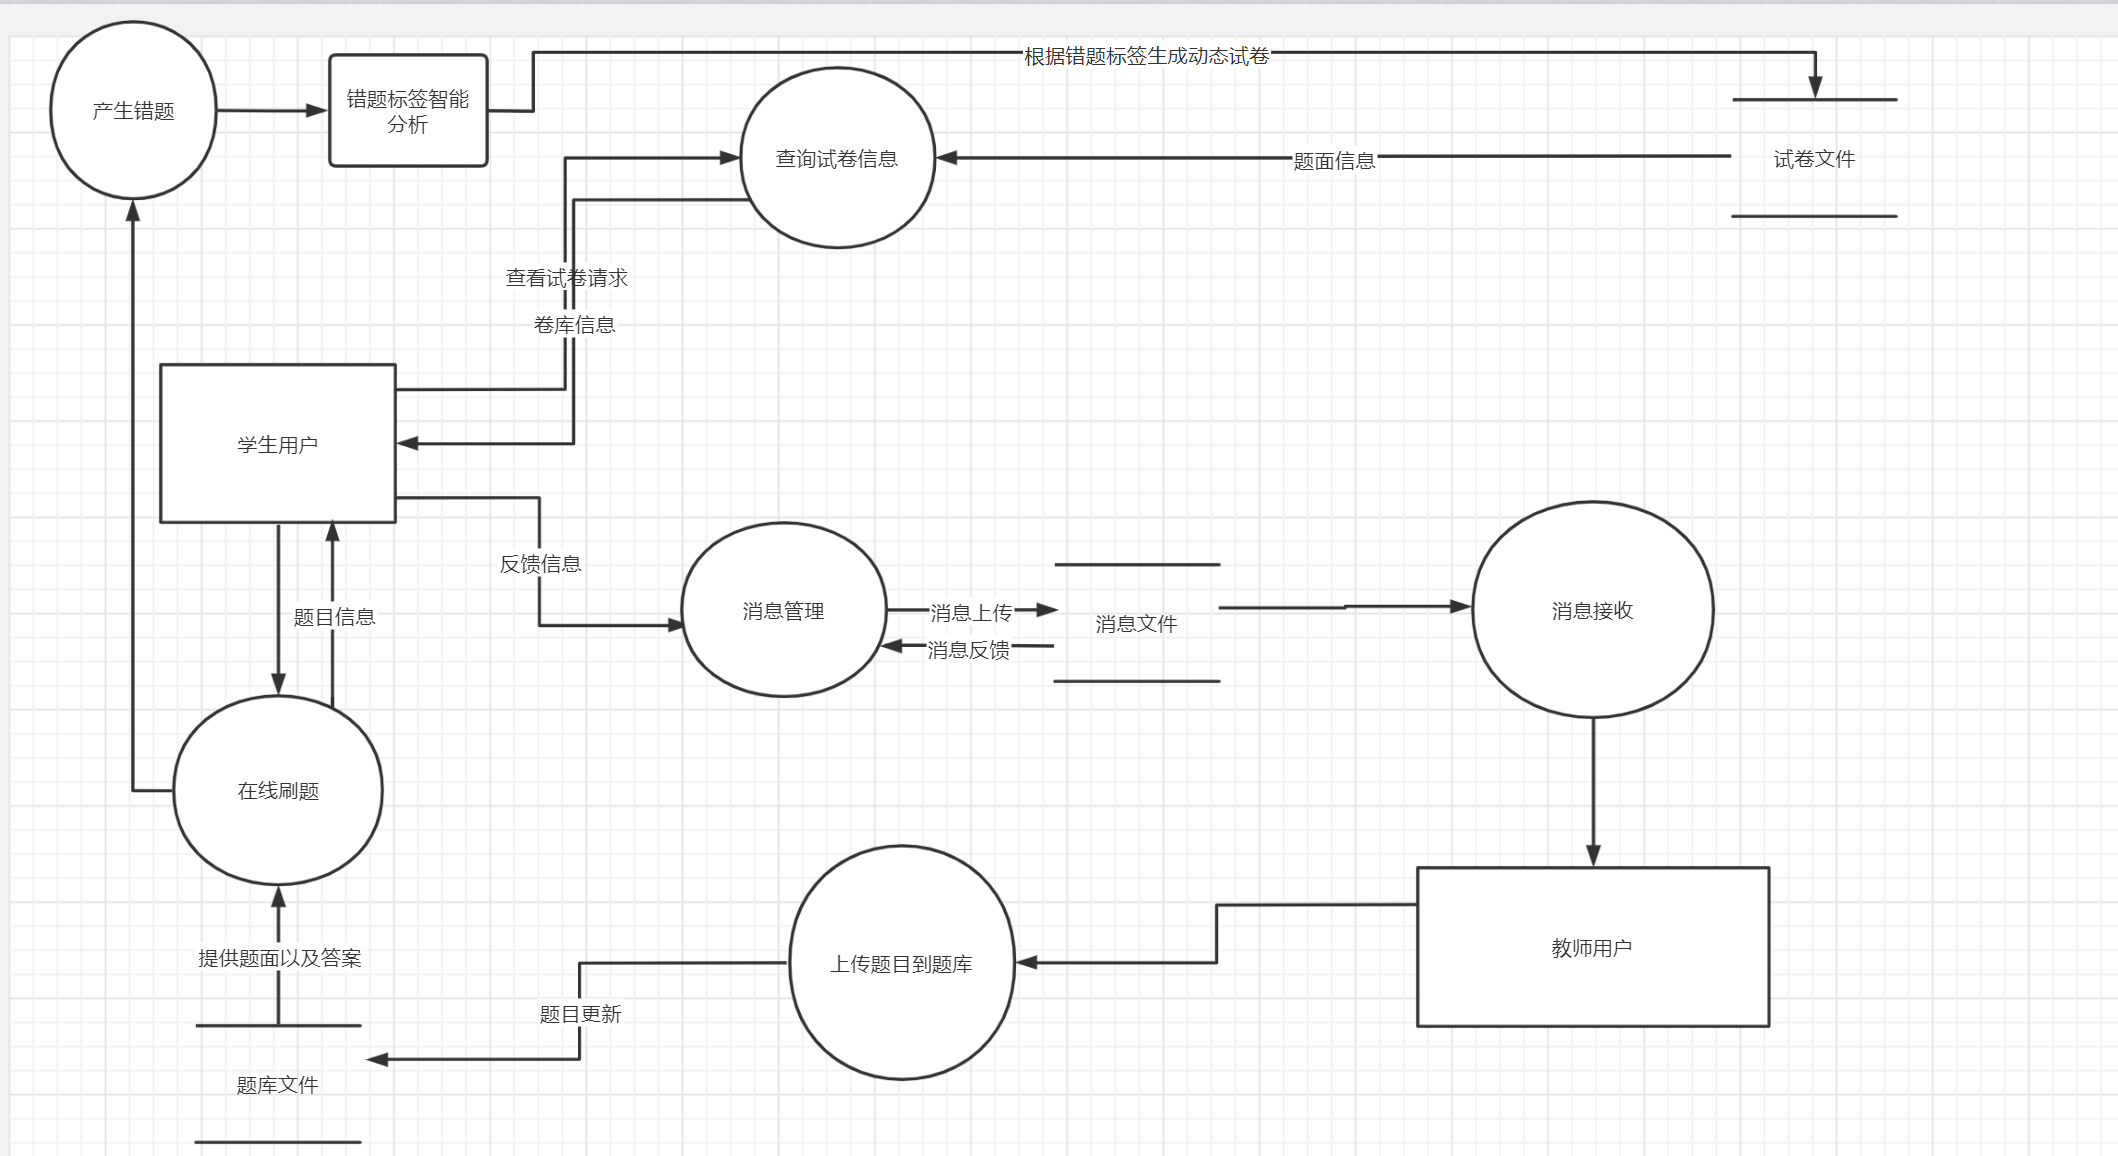 产生错题
错题标签智能
分析
根据错题标签生成动态试卷
查询试卷信息
题面信息
试卷文件
查看试卷请求
卷库信息
学生用户
反馈信息
题目信息
消息管理
消息上传
消息反馈
消息文件
消息接收
在线刷题
提供题面以及答案
上传题目到题库
教师用户
题目更新
题库文件